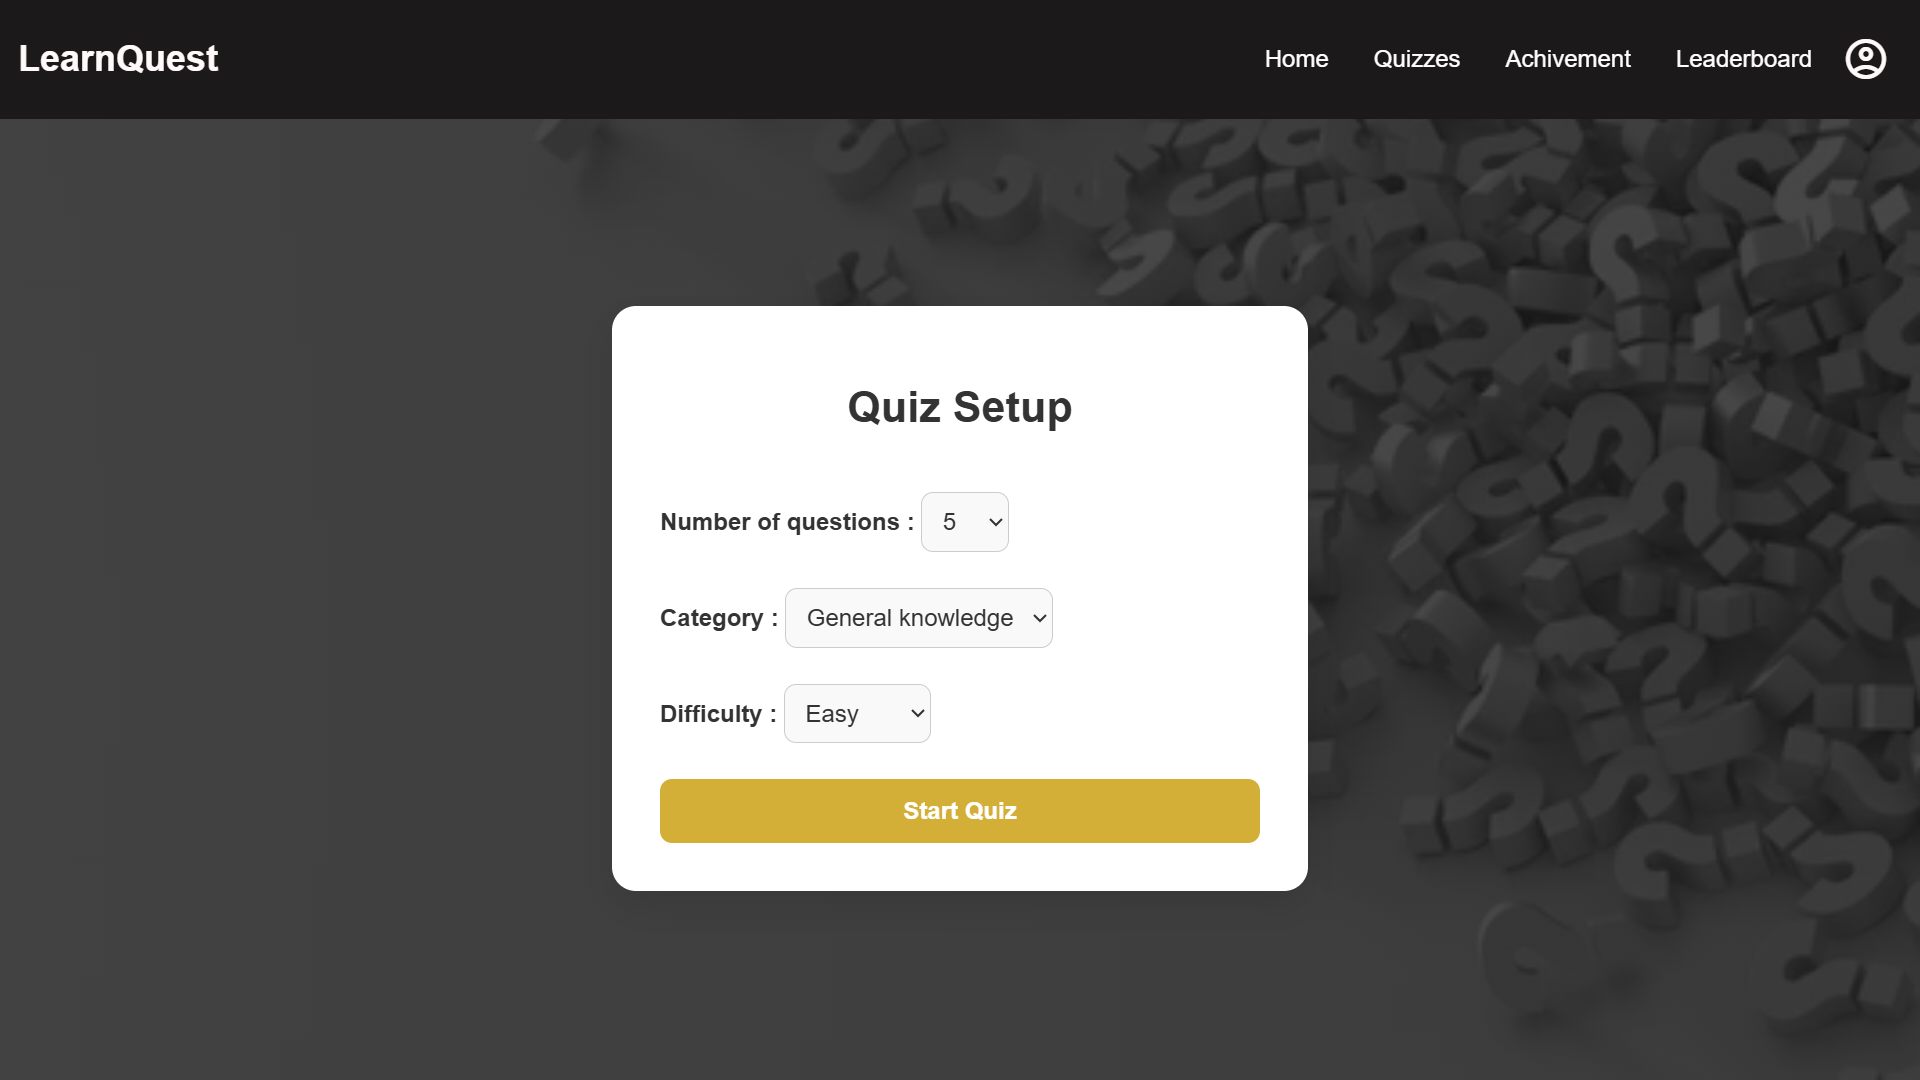 LearnQuest
Home Quizzes Achivement Leaderboard
Quiz Setup
Number of questions : 5
Category : General knowledge
Difficulty : Easy
Start Quiz